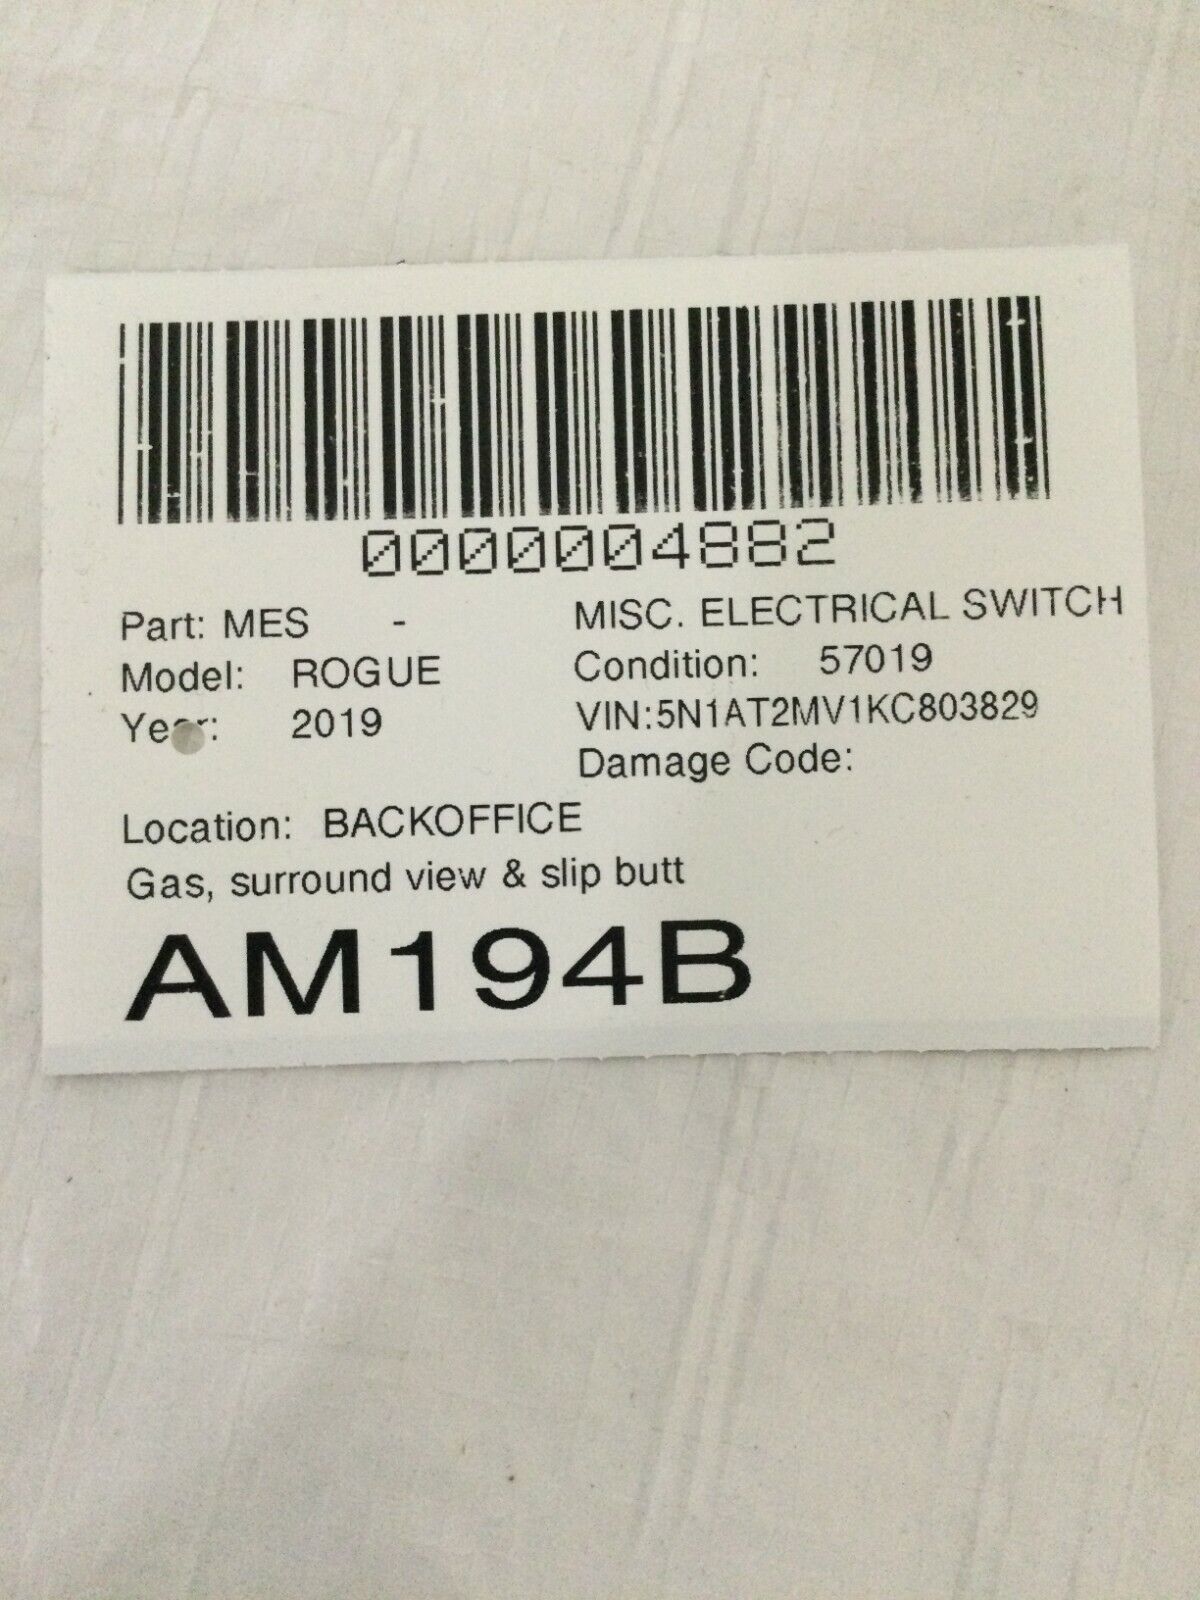 0000004882
Part: MES - MISC. ELECTRICAL SWITCH
Model: ROGUE Condition: 57019
Year: 2019 VIN:5N1AT2MV1KC803829
Damage Code:
Location: BACKOFFICE
Gas, surround view & slip butt
AM194B